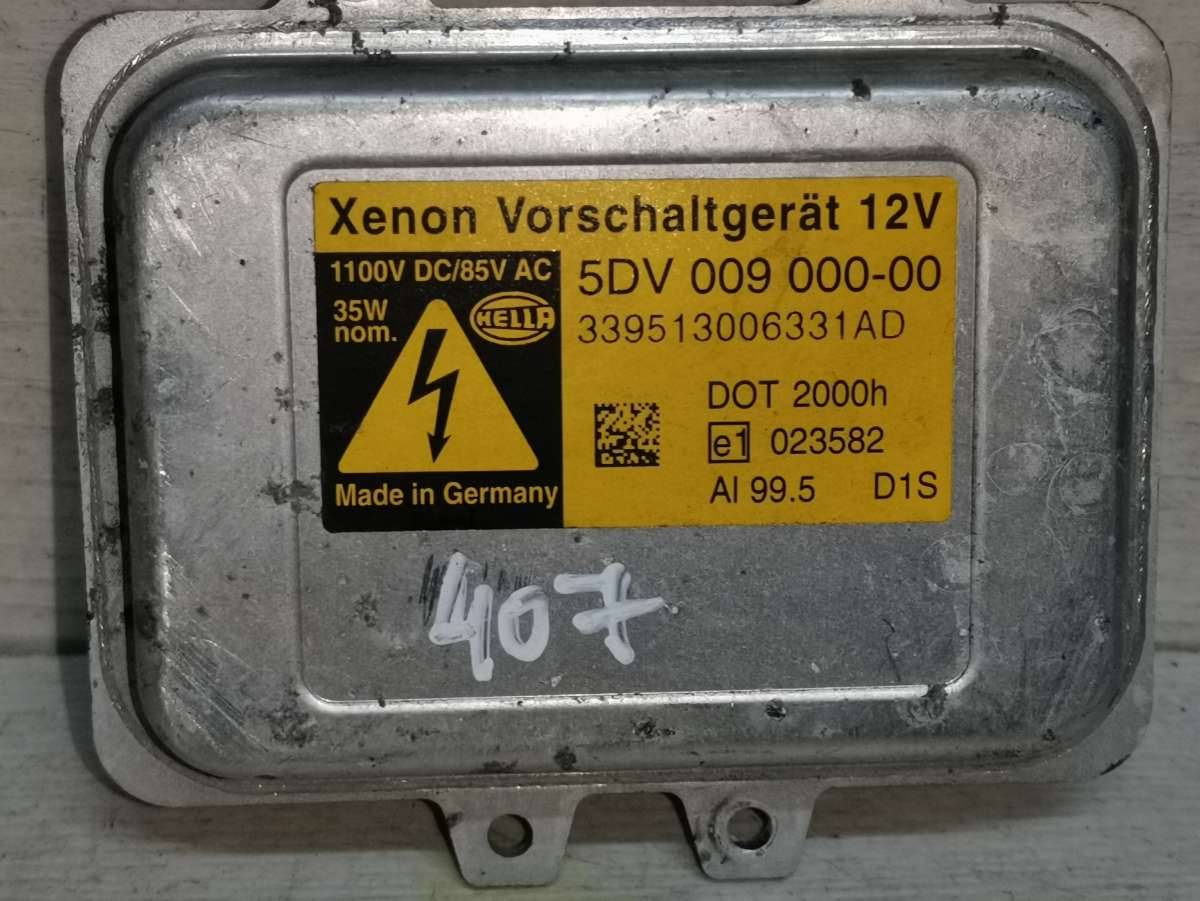 Xenon Vorschaltgerät 12V
1100V DC/85V AC
35W
nom.
HELLA
Made in Germany
5DV 009 000-00
339513006331AD
DOT 2000h
e1 023582
Al 99.5 D1S
407